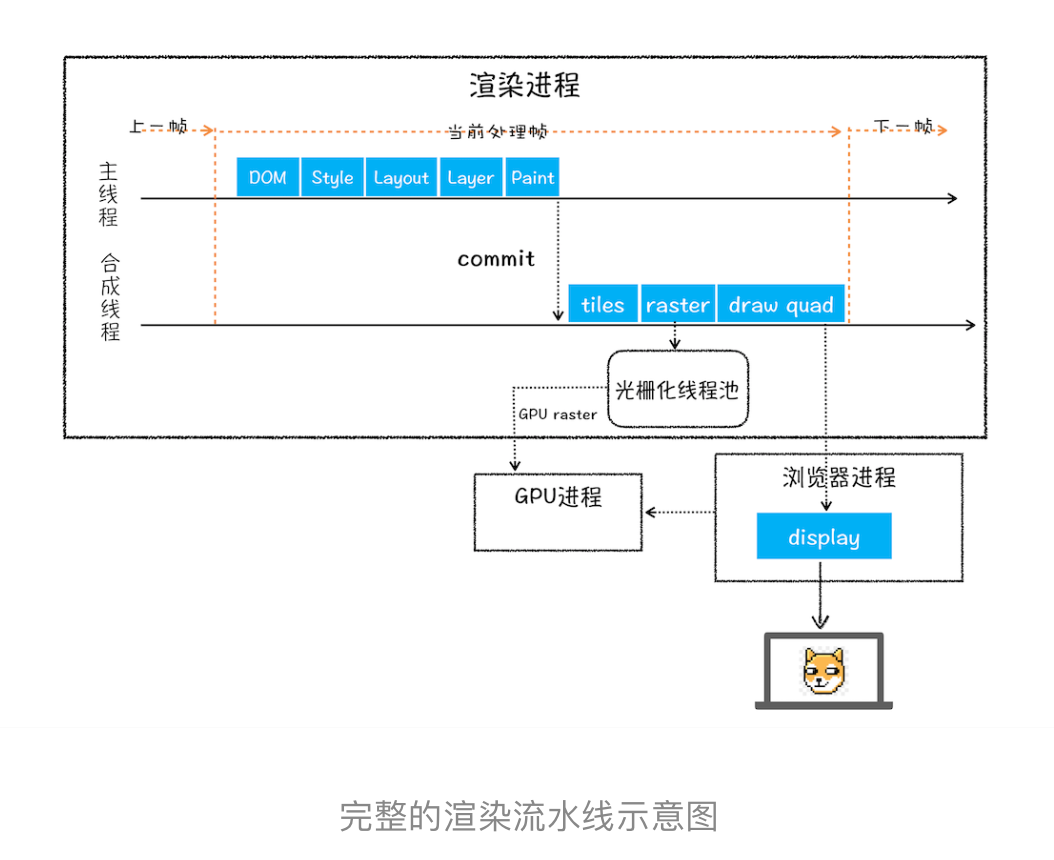 渲染进程
上一帧
当前处理帧
下一帧
主线程
DOM
Style
Layout
Layer
Paint
合成线程
commit
tiles
raster
draw quad
光栅化线程池
GPU raster
GPU进程
浏览器进程
display
完整的渲染流水线示意图